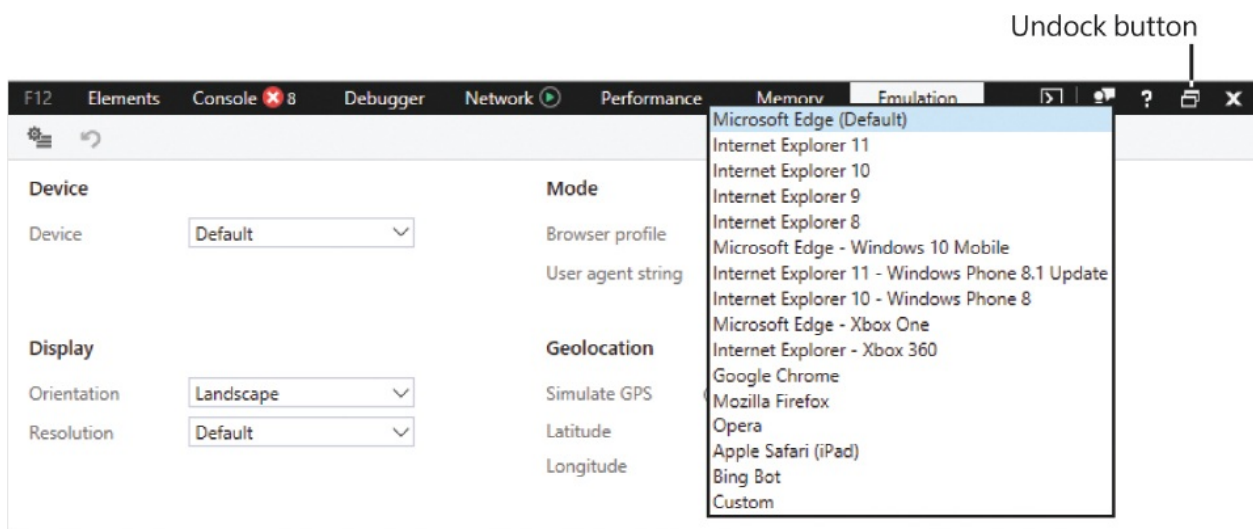 Undock button
F12 Elements Console 8 Debugger Network Performance Memory Emulation ?
Device
Device Default
Display
Orientation Landscape
Resolution Default
Mode
Browser profile
User agent string
Geolocation
Simulate GPS
Latitude
Longitude
Microsoft Edge (Default)
Internet Explorer 11
Internet Explorer 10
Internet Explorer 9
Internet Explorer 8
Microsoft Edge - Windows 10 Mobile
Internet Explorer 11 - Windows Phone 8.1 Update
Internet Explorer 10 - Windows Phone 8
Microsoft Edge - Xbox One
Internet Explorer - Xbox 360
Google Chrome
Mozilla Firefox
Opera
Apple Safari (iPad)
Bing Bot
Custom